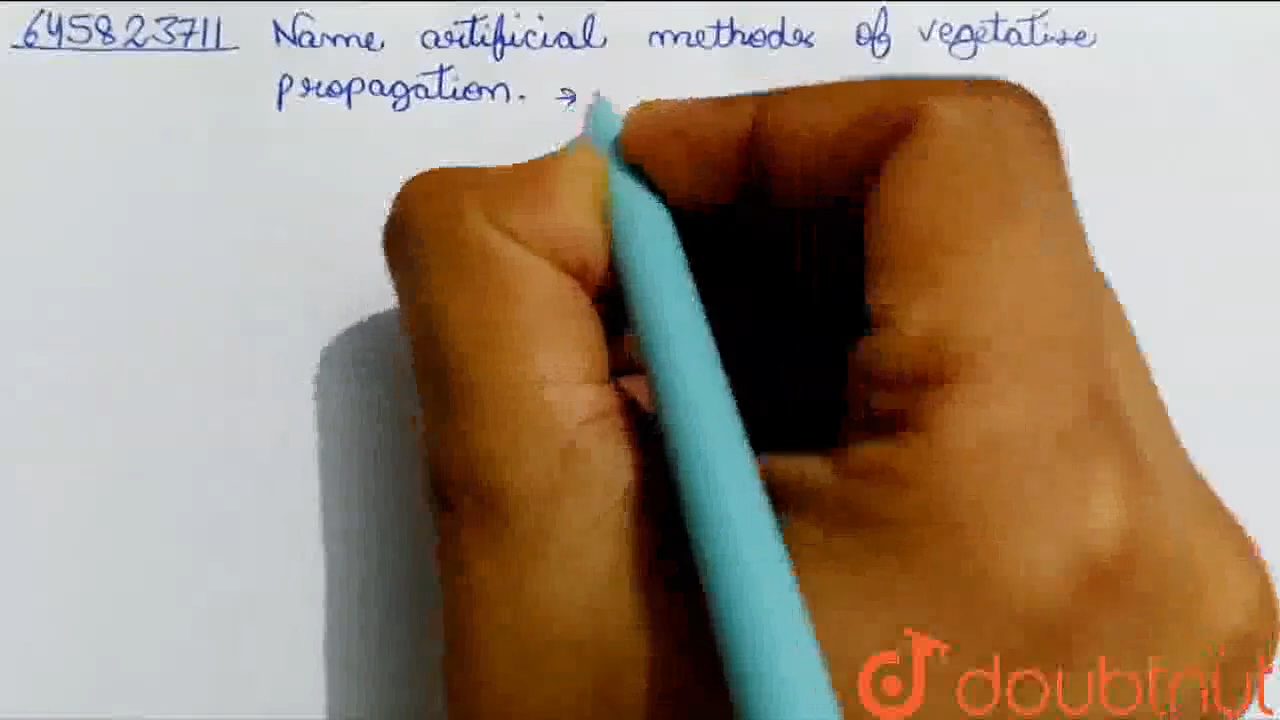 645823711 Name artificial methods of vegetative
propagation. →
doubtnut